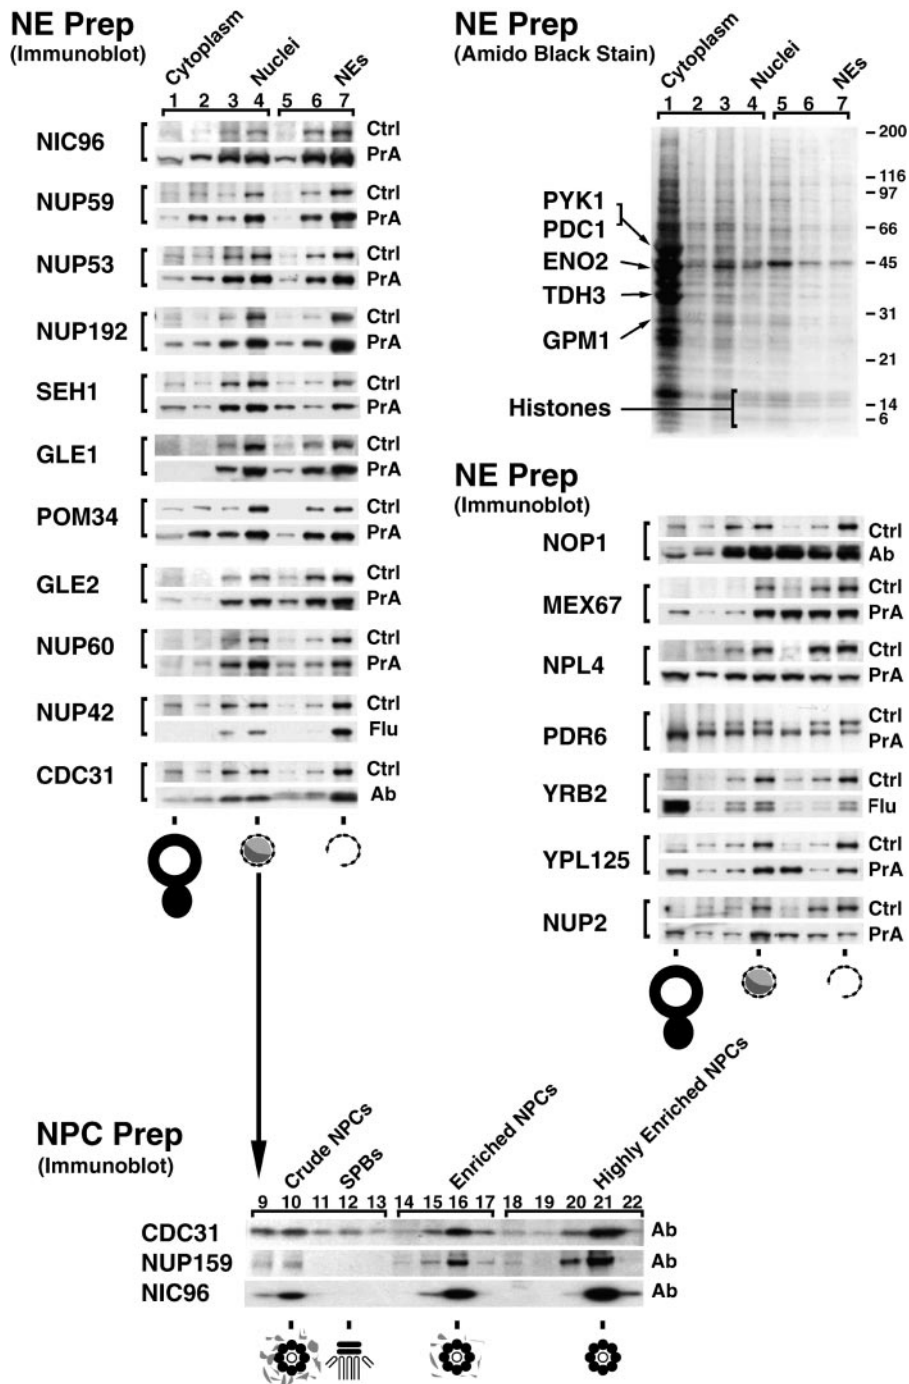 NE Prep
(Immunoblot)
Cytoplasm
Nuclei
NEs
1 2 3 4 5 6 7
NIC96
Ctrl
PrA
NUP59
Ctrl
PrA
NUP53
Ctrl
PrA
NUP192
Ctrl
PrA
SEH1
Ctrl
PrA
GLE1
Ctrl
PrA
POM34
Ctrl
PrA
GLE2
Ctrl
PrA
NUP60
Ctrl
PrA
NUP42
Ctrl
Flu
CDC31
Ctrl
Ab
NE Prep
(Amido Black Stain)
Cytoplasm
Nuclei
NEs
1 2 3 4 5 6 7
PYK1
PDC1
ENO2
TDH3
GPM1
Histones
- 200
- 116
- 97
- 66
- 45
- 31
- 21
- 14
- 6
NE Prep
(Immunoblot)
NOP1
Ctrl
Ab
MEX67
Ctrl
PrA
NPL4
Ctrl
PrA
PDR6
Ctrl
PrA
YRB2
Ctrl
Flu
YPL125
Ctrl
PrA
NUP2
Ctrl
PrA
NPC Prep
(Immunoblot)
Crude NPCs
SPBs
Enriched NPCs
Highly Enriched NPCs
9 10 11 12 13 14 15 16 17 18 19 20 21 22
CDC31
Ab
NUP159
Ab
NIC96
Ab